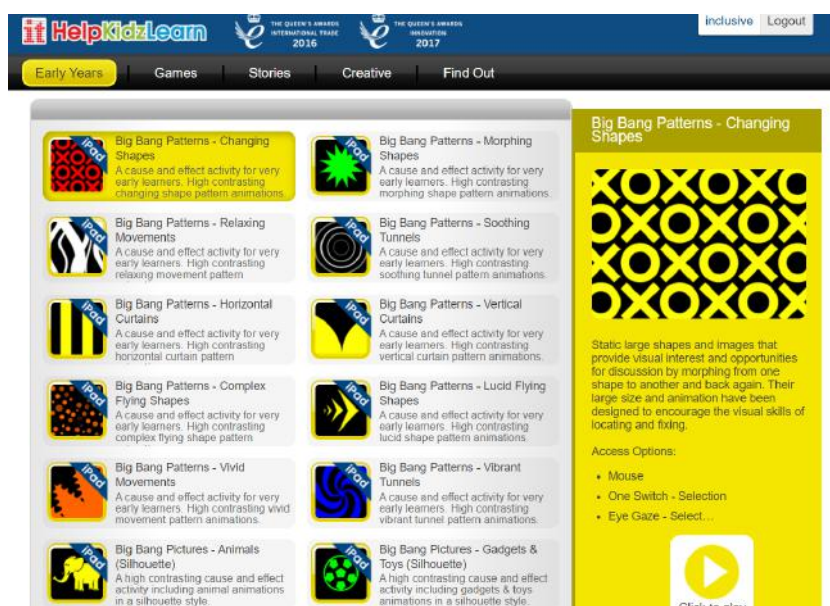 it HelpKidzLearn
THE QUEEN'S AWARDS
INTERNATIONAL TRADE
2016
THE QUEEN'S AWARDS
INNOVATION
2017
inclusive Logout
Early Years Games Stories Creative Find Out
iPad
Big Bang Patterns - Changing
Shapes
A cause and effect activity for very
early learners. High contrasting
changing shape pattern animations.
iPad
Big Bang Patterns - Morphing
Shapes
A cause and effect activity for very
early learners. High contrasting
morphing shape pattern animations.
iPad
Big Bang Patterns - Relaxing
Movements
A cause and effect activity for very
early learners. High contrasting
relaxing movement pattern
iPad
Big Bang Patterns - Soothing
Tunnels
A cause and effect activity for very
early learners. High contrasting
soothing tunnel pattern animations.
iPad
Big Bang Patterns - Horizontal
Curtains
A cause and effect activity for very
early learners. High contrasting
horizontal curtain pattern
iPad
Big Bang Patterns - Vertical
Curtains
A cause and effect activity for very
early learners. High contrasting
vertical curtain pattern animations.
iPad
Big Bang Patterns - Complex
Flying Shapes
A cause and effect activity for very
early learners. High contrasting
complex flying shape pattern
iPad
Big Bang Patterns - Lucid Flying
Shapes
A cause and effect activity for very
early learners. High contrasting
lucid shape pattern animations.
iPad
Big Bang Patterns - Vivid
Movements
A cause and effect activity for very
early learners. High contrasting vivid
movement pattern animations.
iPad
Big Bang Patterns - Vibrant
Tunnels
A cause and effect activity for very
early learners. High contrasting
vibrant tunnel pattern animations.
iPad
Big Bang Pictures - Animals
(Silhouette)
A high contrasting cause and effect
activity including animal animations
in a silhouette style.
iPad
Big Bang Pictures - Gadgets &
Toys (Silhouette)
A high contrasting cause and effect
activity including gadgets & toys
animations in a silhouette style.
Big Bang Patterns - Changing
Shapes
Static large shapes and images that
provide visual interest and opportunities
for discussion by morphing from one
shape to another and back again. Their
large size and animation have been
designed to encourage the visual skills of
locating and fixing.
Access Options:
• Mouse
• One Switch - Selection
• Eye Gaze - Select...
Click to play